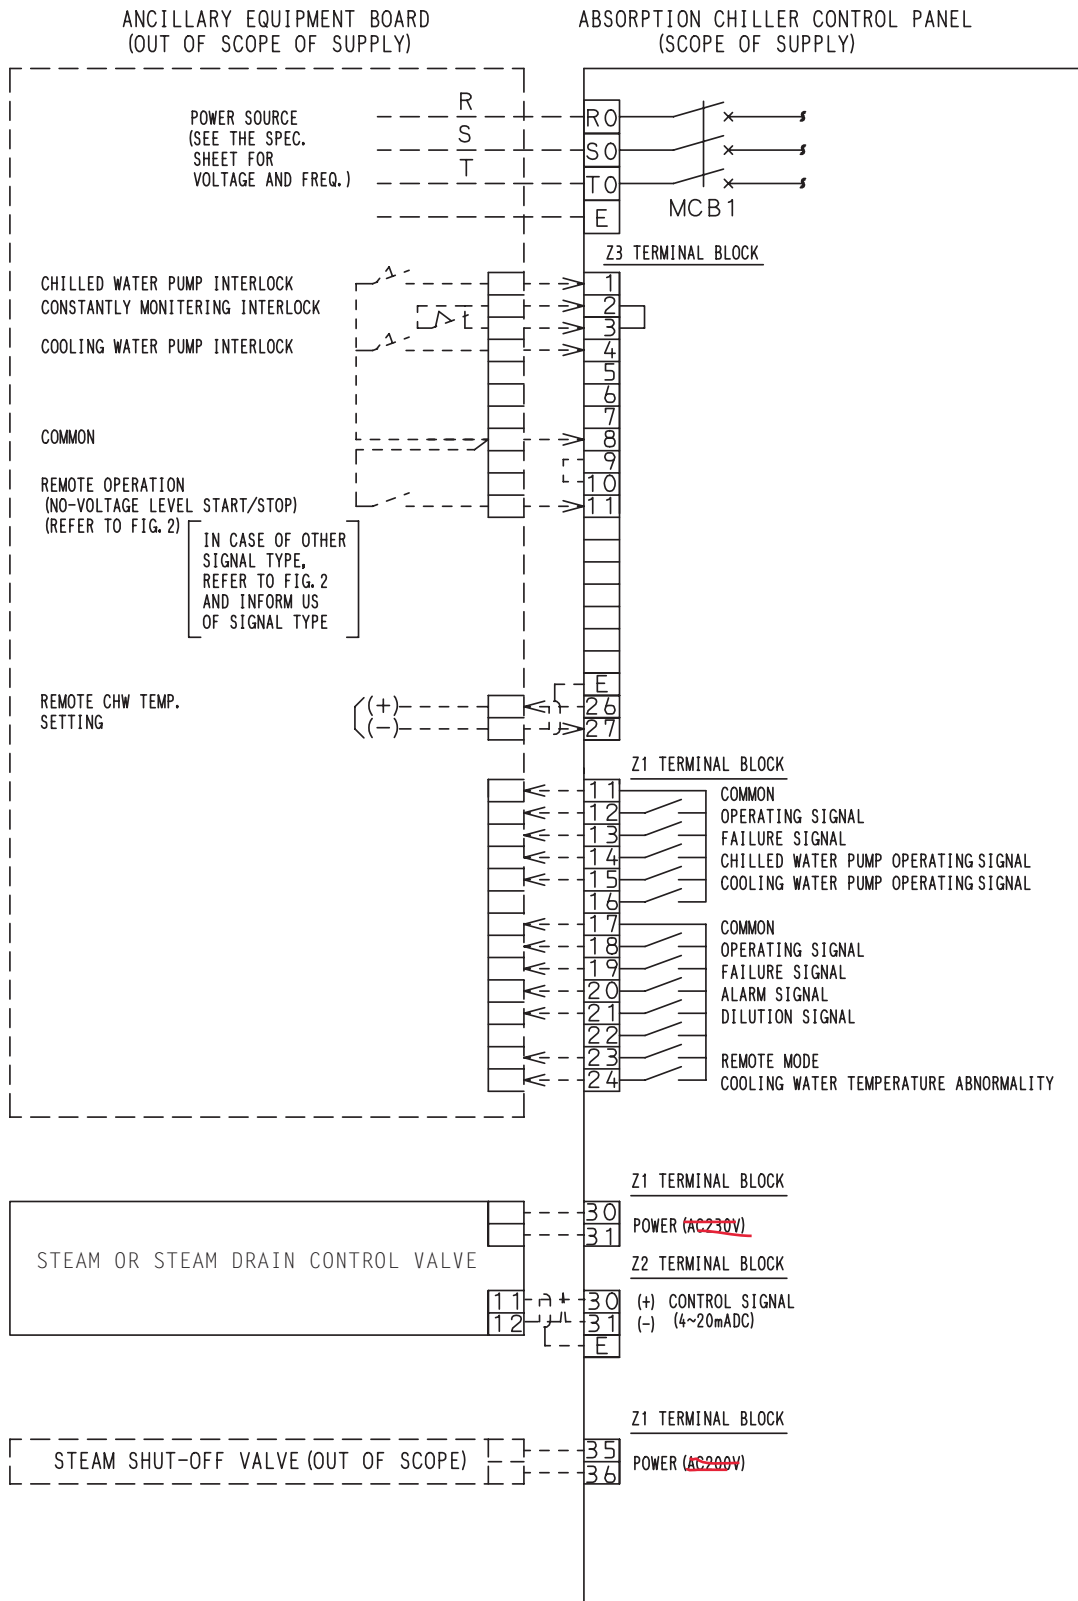 ANCILLARY EQUIPMENT BOARD
(OUT OF SCOPE OF SUPPLY)
ABSORPTION CHILLER CONTROL PANEL
(SCOPE OF SUPPLY)
POWER SOURCE
(SEE THE SPEC.
SHEET FOR
VOLTAGE AND FREQ.)
R
S
T
R0
S0
T0
E
MCB1
Z3 TERMINAL BLOCK
CHILLED WATER PUMP INTERLOCK
CONSTANTLY MONITERING INTERLOCK
COOLING WATER PUMP INTERLOCK
COMMON
REMOTE OPERATION
(NO-VOLTAGE LEVEL START/STOP)
(REFER TO FIG.2)
IN CASE OF OTHER
SIGNAL TYPE,
REFER TO FIG.2
AND INFORM US
OF SIGNAL TYPE
1
1
1
2
3
4
5
6
7
8
9
10
11
E
26
27
REMOTE CHW TEMP.
SETTING
(+)
(-)
Z1 TERMINAL BLOCK
11 COMMON
12 OPERATING SIGNAL
13 FAILURE SIGNAL
14 CHILLED WATER PUMP OPERATING SIGNAL
15 COOLING WATER PUMP OPERATING SIGNAL
16
17 COMMON
18 OPERATING SIGNAL
19 FAILURE SIGNAL
20 ALARM SIGNAL
21 DILUTION SIGNAL
22
23 REMOTE MODE
24 COOLING WATER TEMPERATURE ABNORMALITY
STEAM OR STEAM DRAIN CONTROL VALVE
Z1 TERMINAL BLOCK
30
31
POWER (AC230V)
Z2 TERMINAL BLOCK
11 30 (+) CONTROL SIGNAL
12 31 (-) (4~20mADC)
E
STEAM SHUT-OFF VALVE (OUT OF SCOPE)
Z1 TERMINAL BLOCK
35
36
POWER (AC200V)